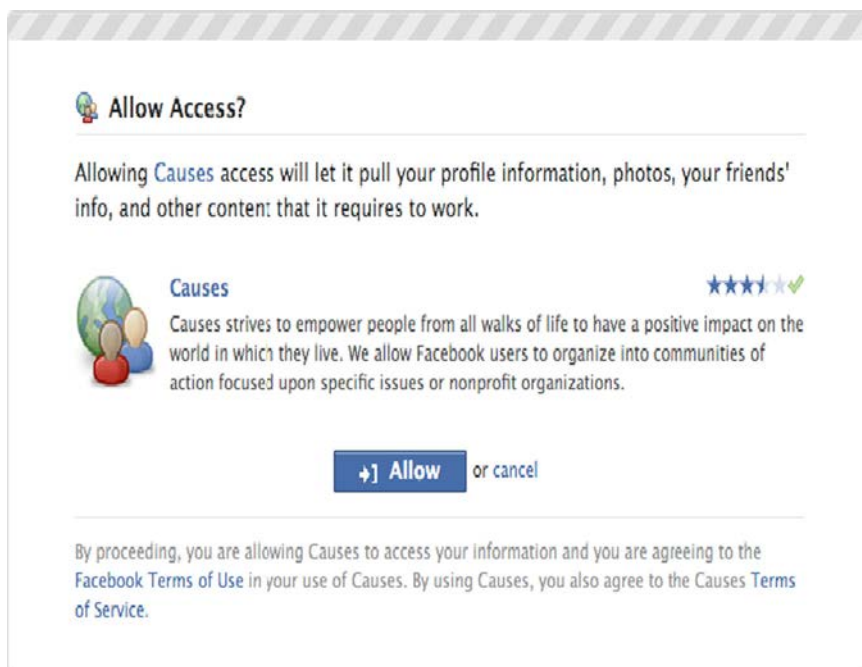 Allow Access?
Allowing Causes access will let it pull your profile information, photos, your friends'
info, and other content that it requires to work.
Causes
Causes strives to empower people from all walks of life to have a positive impact on the
world in which they live. We allow Facebook users to organize into communities of
action focused upon specific issues or nonprofit organizations.
Allow or cancel
By proceeding, you are allowing Causes to access your information and you are agreeing to the
Facebook Terms of Use in your use of Causes. By using Causes, you also agree to the Causes Terms
of Service.